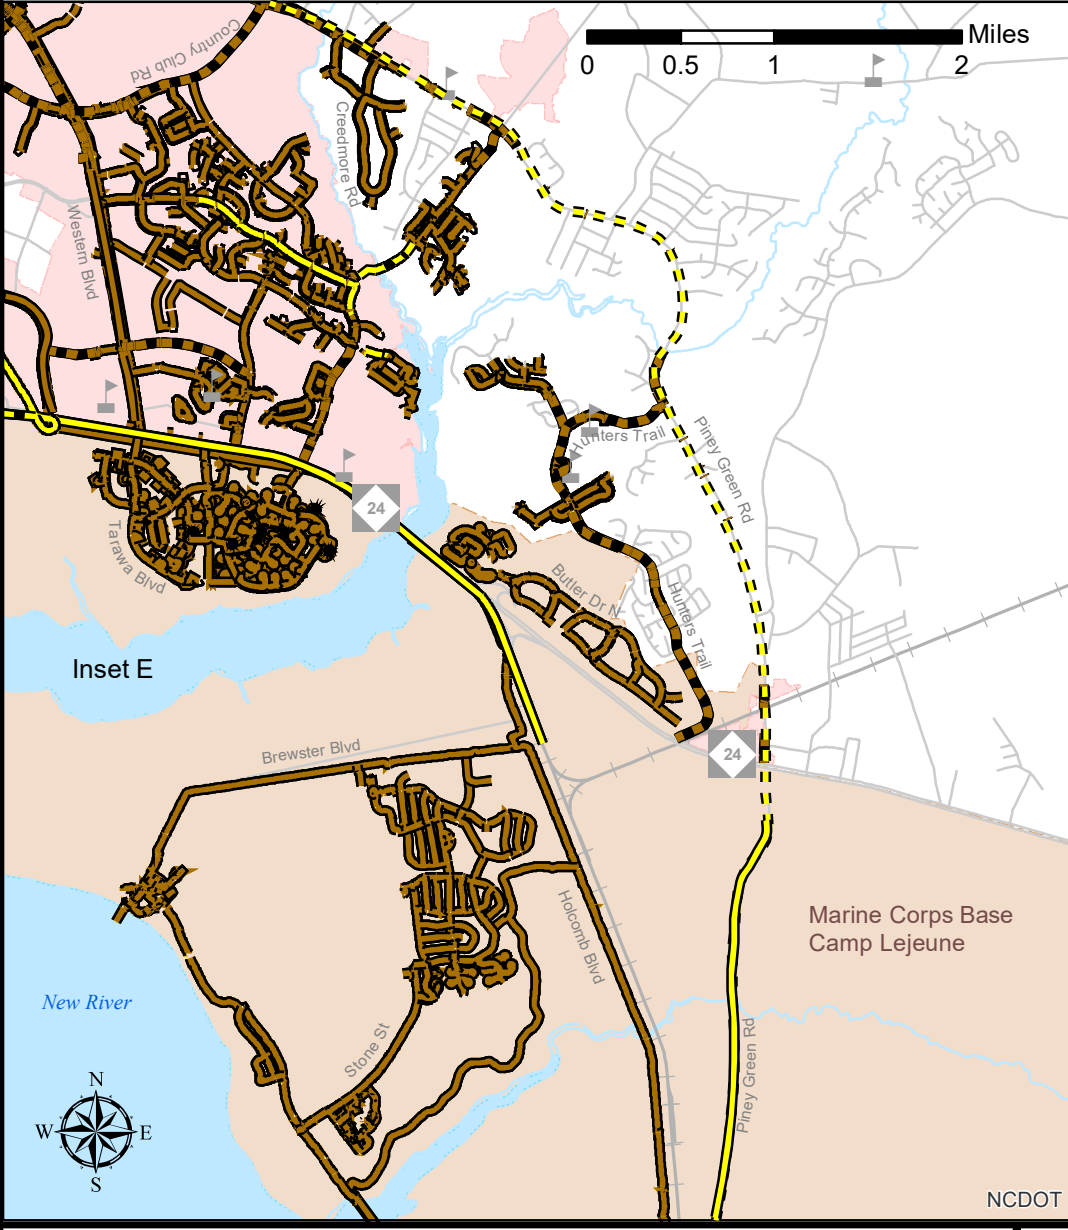 Miles
0 0.5 1 2
Country Club Rd
Creedmore Rd
Western Blvd
Hunters Trail
Piney Green Rd
24
Tarawa Blvd
Butler Dr N
Hunters Trail
Inset E
Brewster Blvd
24
Holcomb Blvd
Marine Corps Base
Camp Lejeune
New River
Stone St
Piney Green Rd
N
W E
S
NCDOT